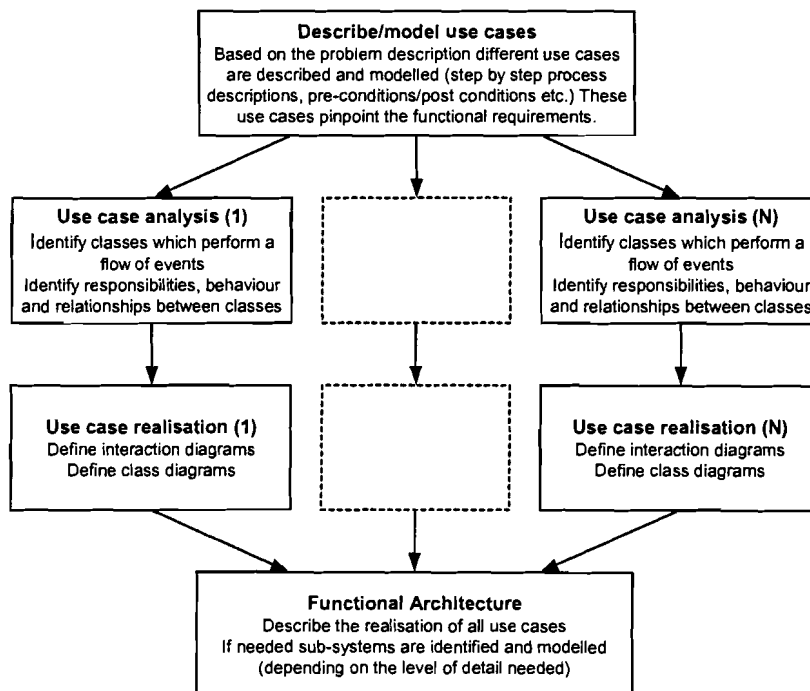 Describe/model use cases
Based on the problem description different use cases
are described and modelled (step by step process
descriptions, pre-conditions/post conditions etc.) These
use cases pinpoint the functional requirements.
Use case analysis (1)
Identify classes which perform a
flow of events
Identify responsibilities, behaviour
and relationships between classes
Use case analysis (N)
Identify classes which perform a
flow of events
Identify responsibilities, behaviour
and relationships between classes
Use case realisation (1)
Define interaction diagrams
Define class diagrams
Use case realisation (N)
Define interaction diagrams
Define class diagrams
Functional Architecture
Describe the realisation of all use cases
If needed sub-systems are identified and modelled
(depending on the level of detail needed)